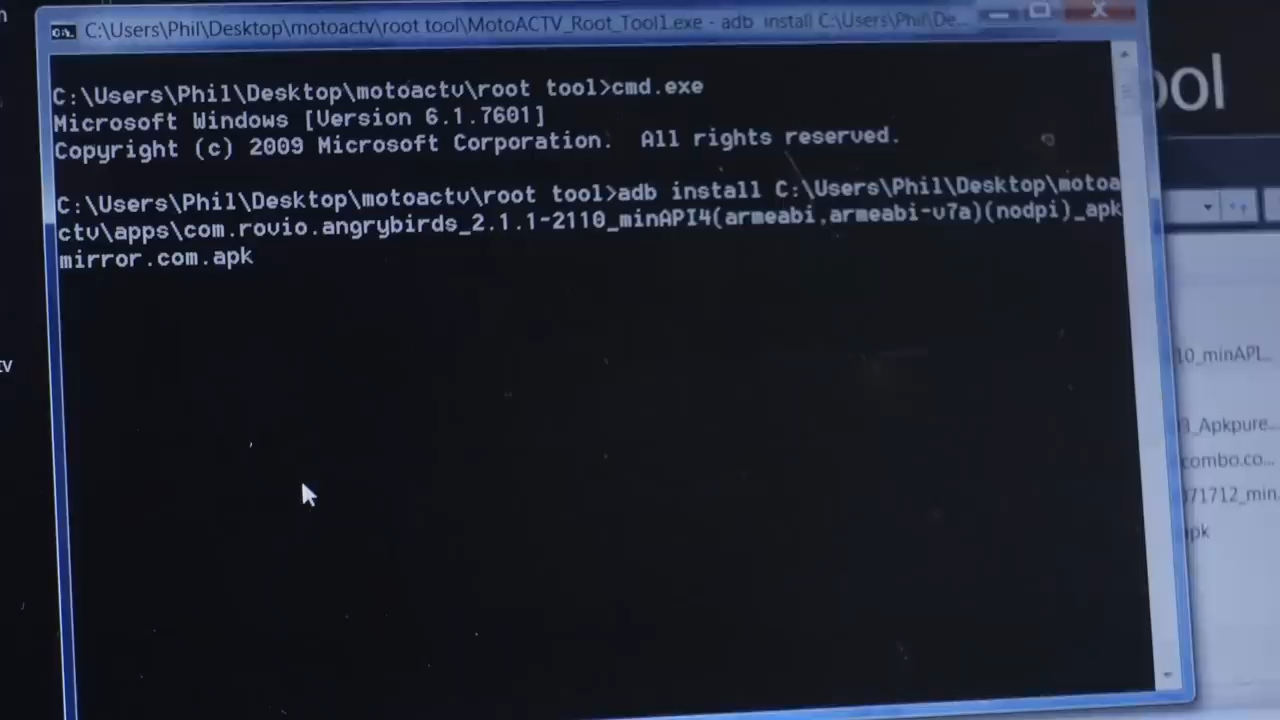 C:\Users\Phil\Desktop\motoactv\root tool\MotoACTV_Root_Tool1.exe - adb install C:\Users\Phil\De...
ool
C:\Users\Phil\Desktop\motoactv\root tool>cmd.exe
Microsoft Windows [Version 6.1.7601]
Copyright (c) 2009 Microsoft Corporation. All rights reserved.
C:\Users\Phil\Desktop\motoactv\root tool>adb install C:\Users\Phil\Desktop\motoa
ctv\apps\com.rovio.angrybirds_2.1.1-2110_minAPI4(armeabi,armeabi-v7a)(nodpi)_apk
mirror.com.apk
tv
10_minAPI...
3_Apkpure...
combo.co...
071712_min...
apk